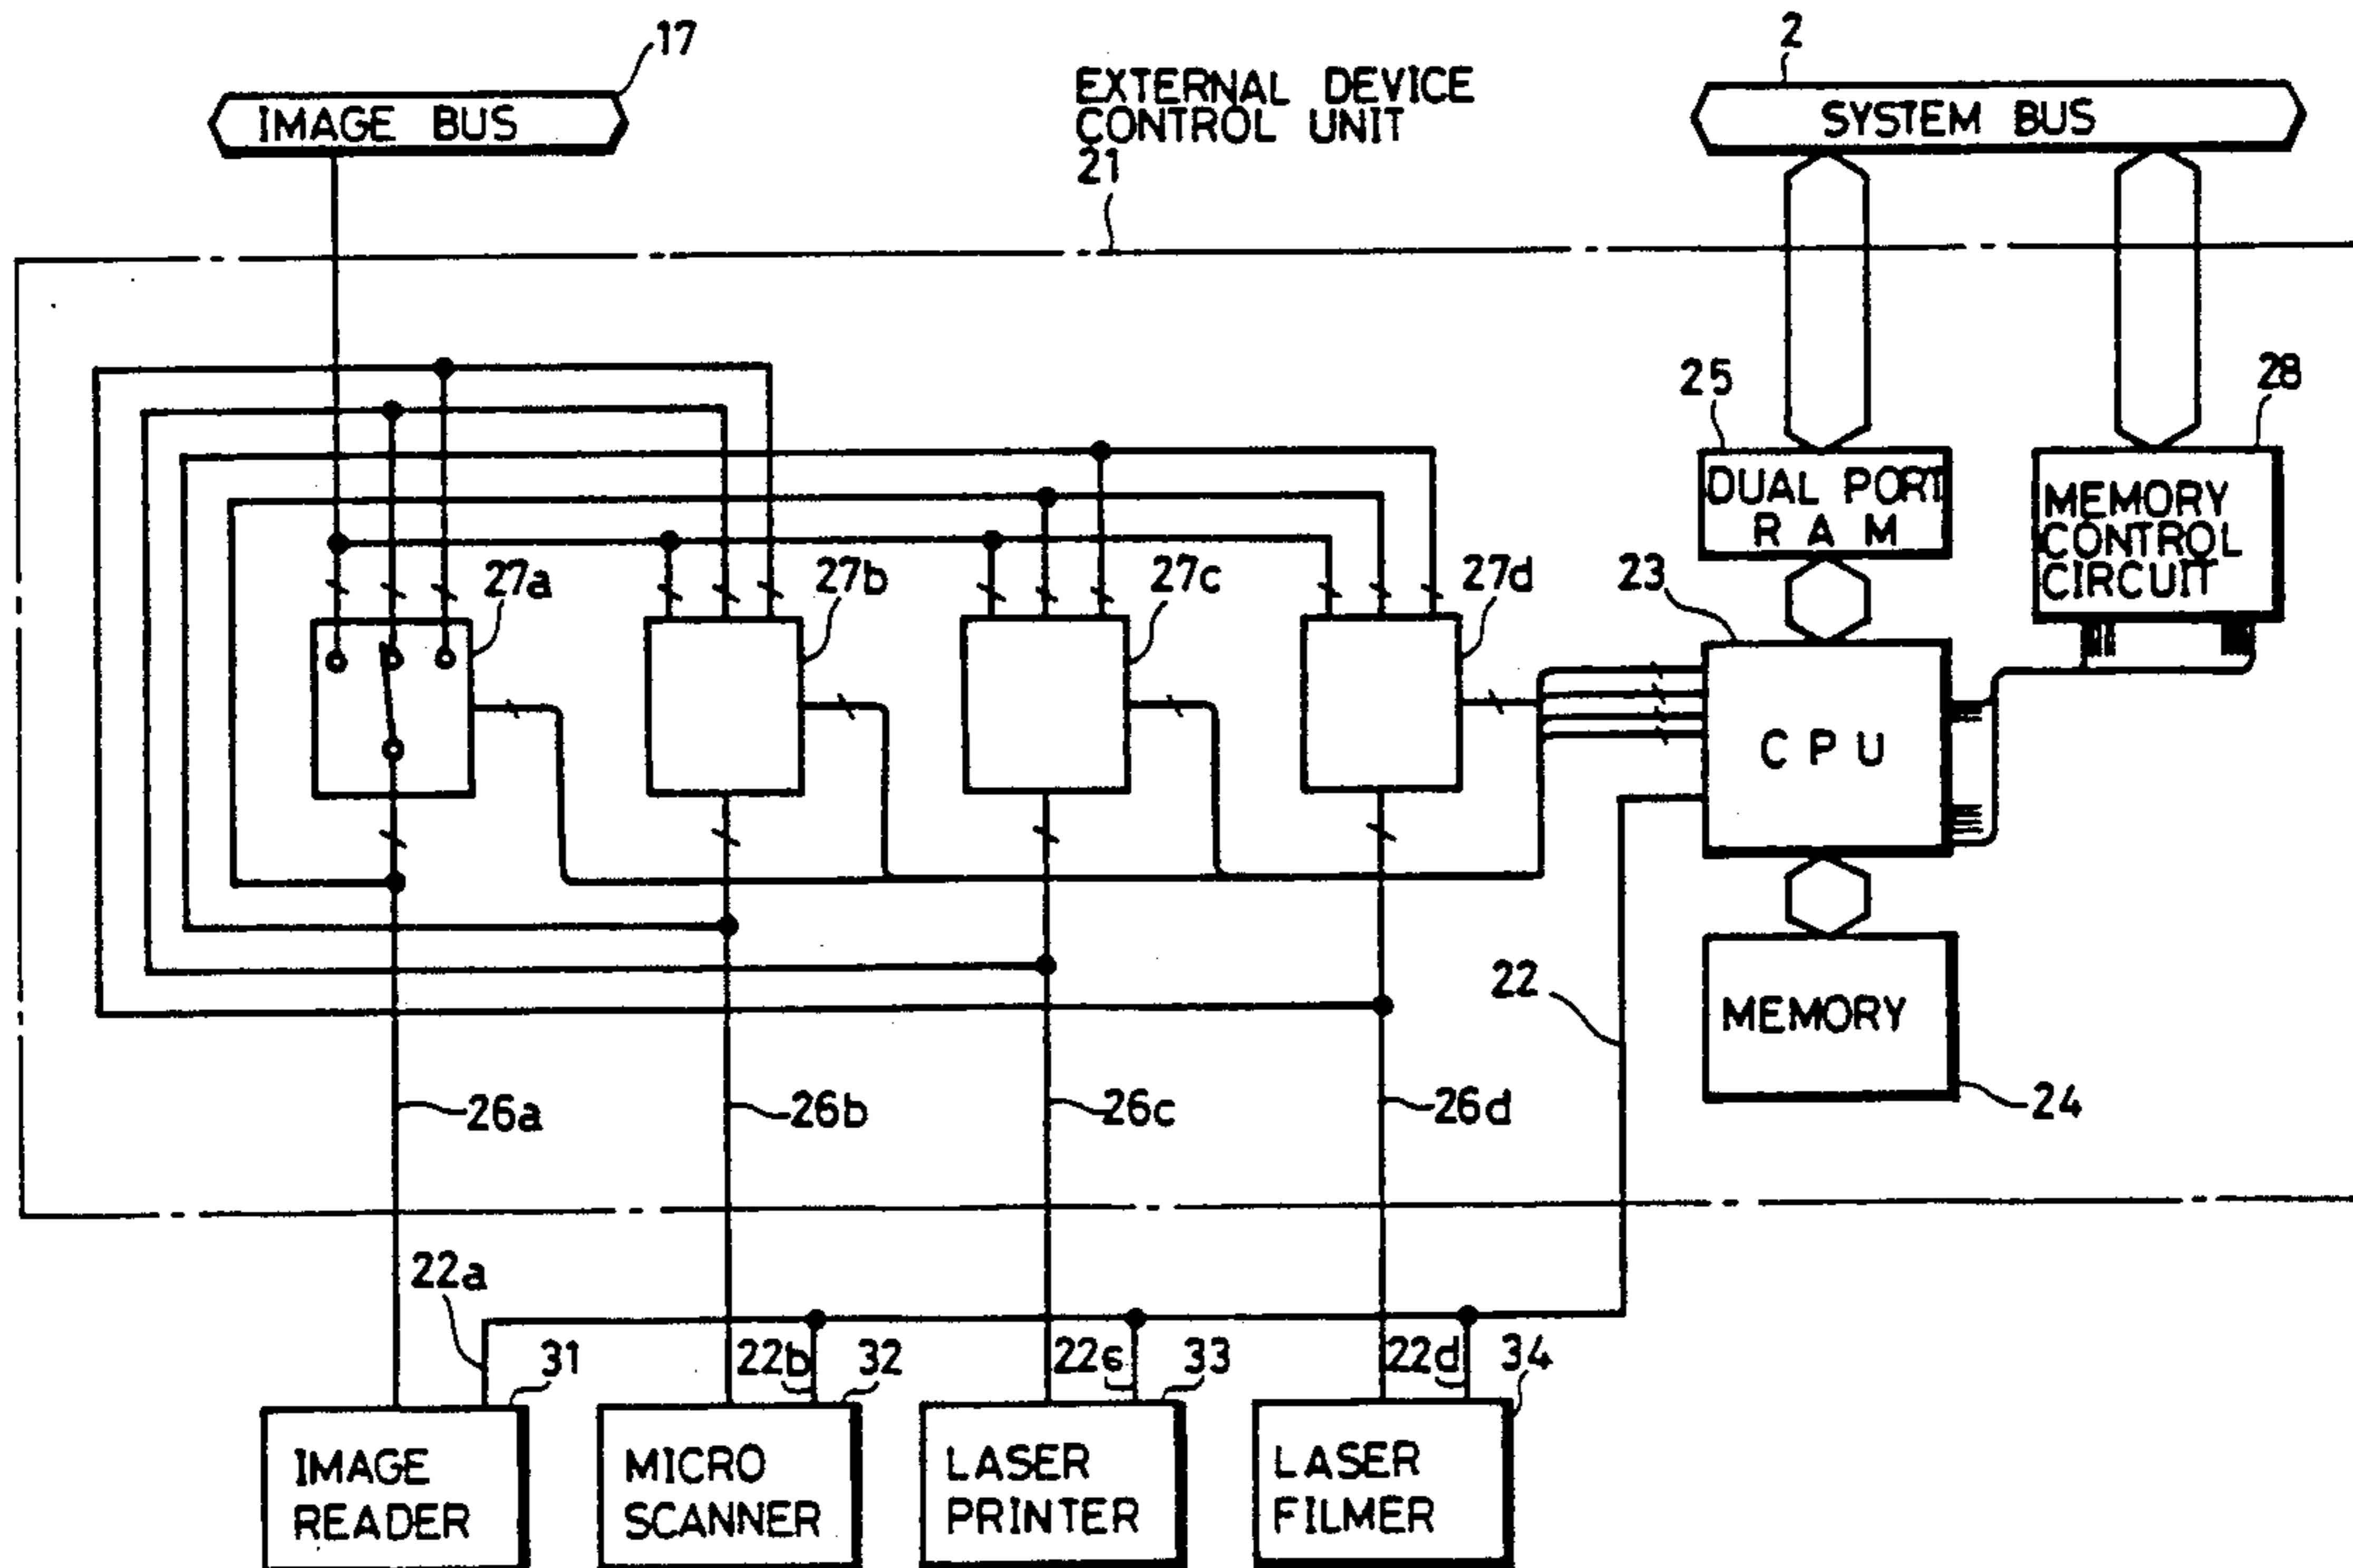 17
2
IMAGE BUS
EXTERNAL DEVICE
CONTROL UNIT
21
SYSTEM BUS
25
28
DUAL PORT
RAM
MEMORY
CONTROL
CIRCUIT
27a
27b
27c
27d
23
CPU
22
MEMORY
24
26a
26b
26c
26d
22a
31
22b
32
22c
33
22d
34
IMAGE
READER
MICRO
SCANNER
LASER
PRINTER
LASER
FILMER